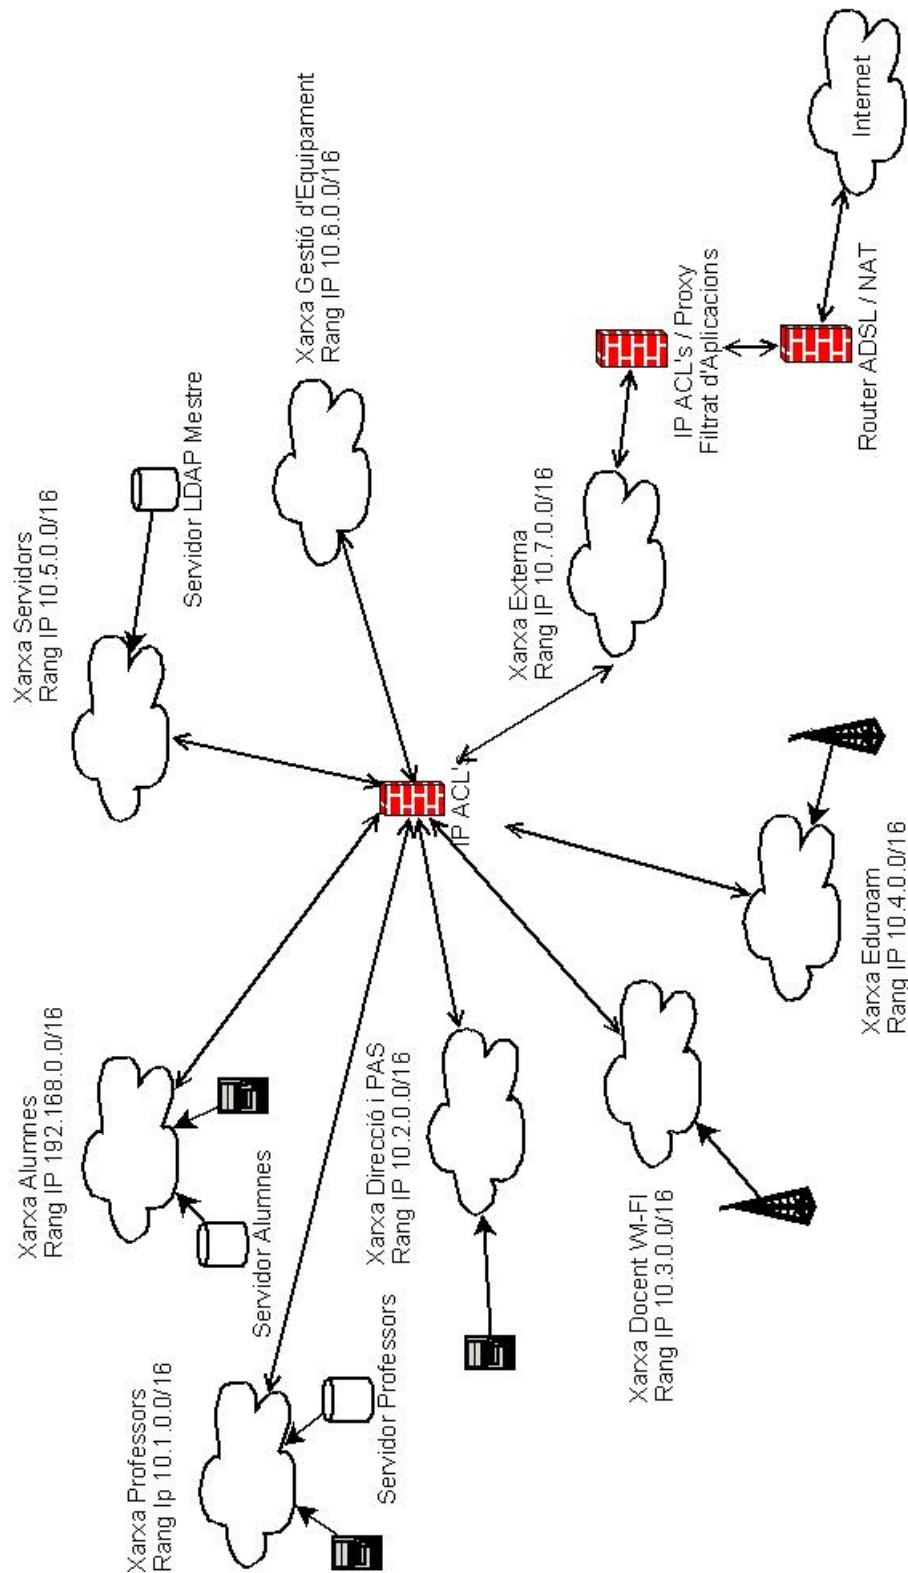 Xarxa Professors
Rang Ip 10.1.0.0/16
Servidor Professors
Xarxa Alumnes
Rang IP 192.168.0.0/16
Servidor Alumnes
Xarxa Servidors
Rang IP 10.5.0.0/16
Servidor LDAP Mestre
Xarxa Gestió d'Equipament
Rang IP 10.6.0.0/16
IP ACL's
Xarxa Direcció i PAS
Rang IP 10.2.0.0/16
Xarxa Docent WI-FI
Rang IP 10.3.0.0/16
Xarxa Eduroam
Rang IP 10.4.0.0/16
Xarxa Externa
Rang IP 10.7.0.0/16
IP ACL's / Proxy
Filtrat d'Aplicacions
Router ADSL / NAT
Internet